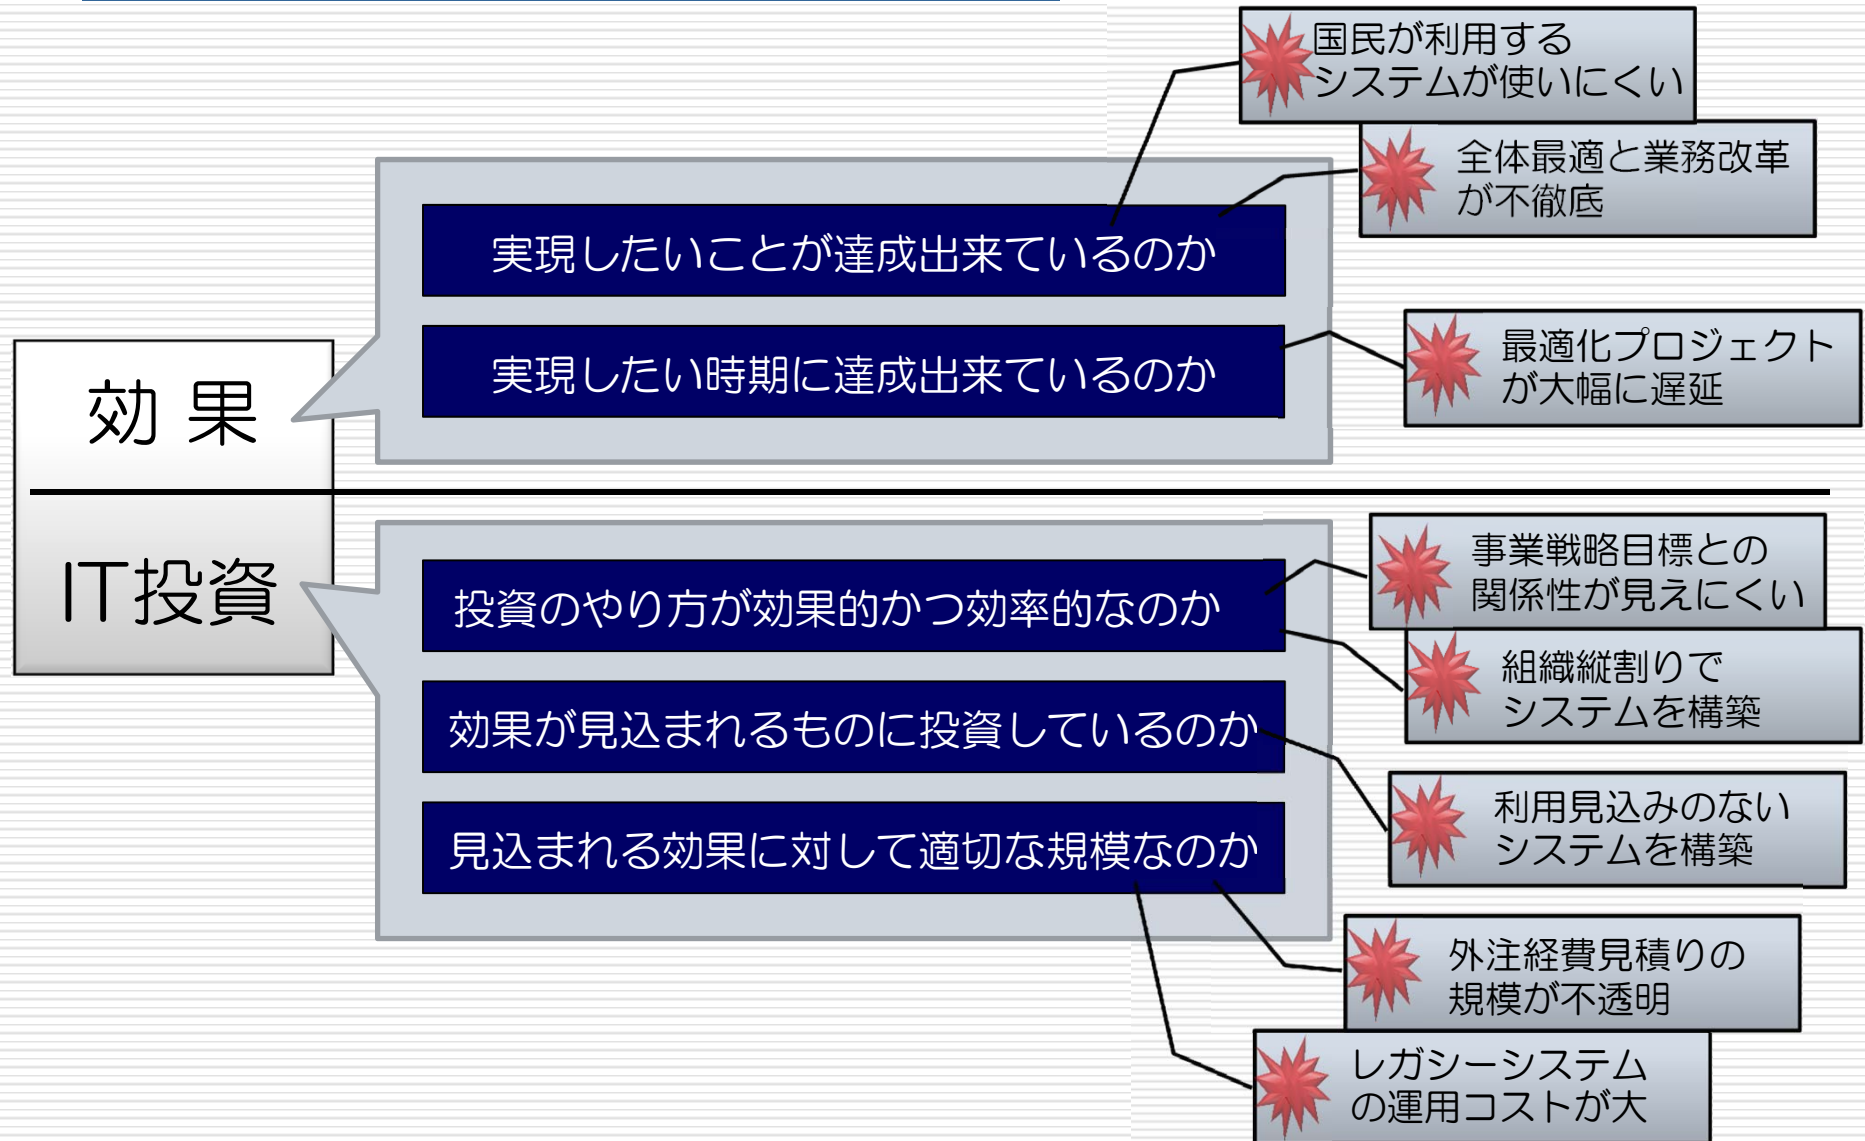 国民が利用する
システムが使いにくい
全体最適と業務改革
が不徹底
実現したいことが達成出来ているのか
実現したい時期に達成出来ているのか
最適化プロジェクト
が大幅に遅延
効 果
IT投資
事業戦略目標との
関係性が見えにくい
投資のやり方が効果的かつ効率的なのか
組織縦割りで
システムを構築
効果が見込まれるものに投資しているのか
利用見込みのない
システムを構築
見込まれる効果に対して適切な規模なのか
外注経費見積りの
規模が不透明
レガシーシステム
の運用コストが大